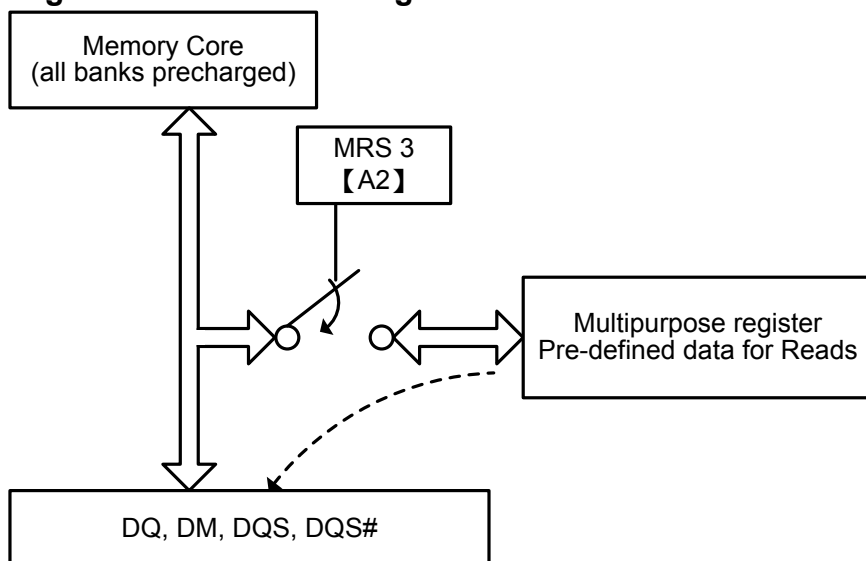 Memory Core
(all banks precharged)
MRS 3
【A2】
Multipurpose register
Pre-defined data for Reads
DQ, DM, DQS, DQS#